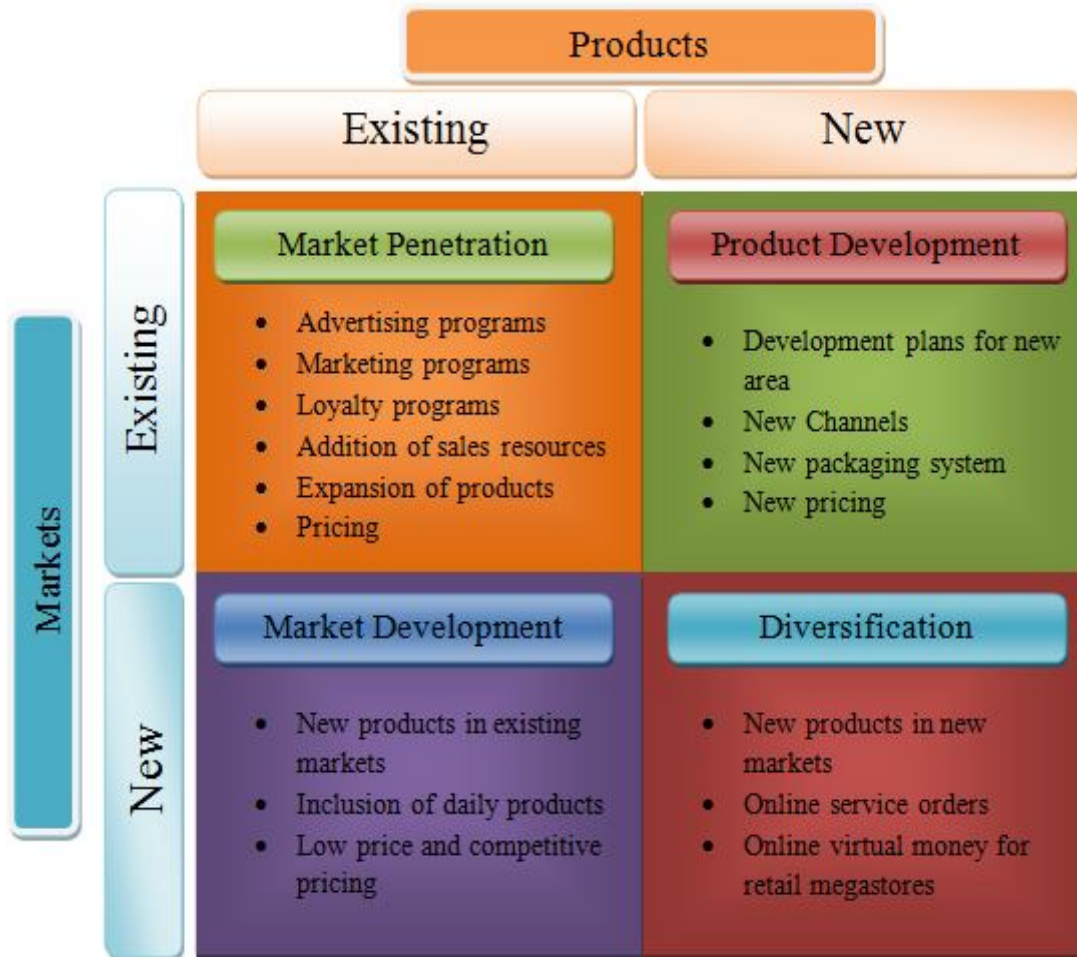 Products
Existing
New
Markets
Existing
Market Penetration
• Advertising programs
• Marketing programs
• Loyalty programs
• Addition of sales resources
• Expansion of products
• Pricing
Product Development
• Development plans for new
area
• New Channels
• New packaging system
• New pricing
New
Market Development
• New products in existing
markets
• Inclusion of daily products
• Low price and competitive
pricing
Diversification
• New products in new
markets
• Online service orders
• Online virtual money for
retail megastores